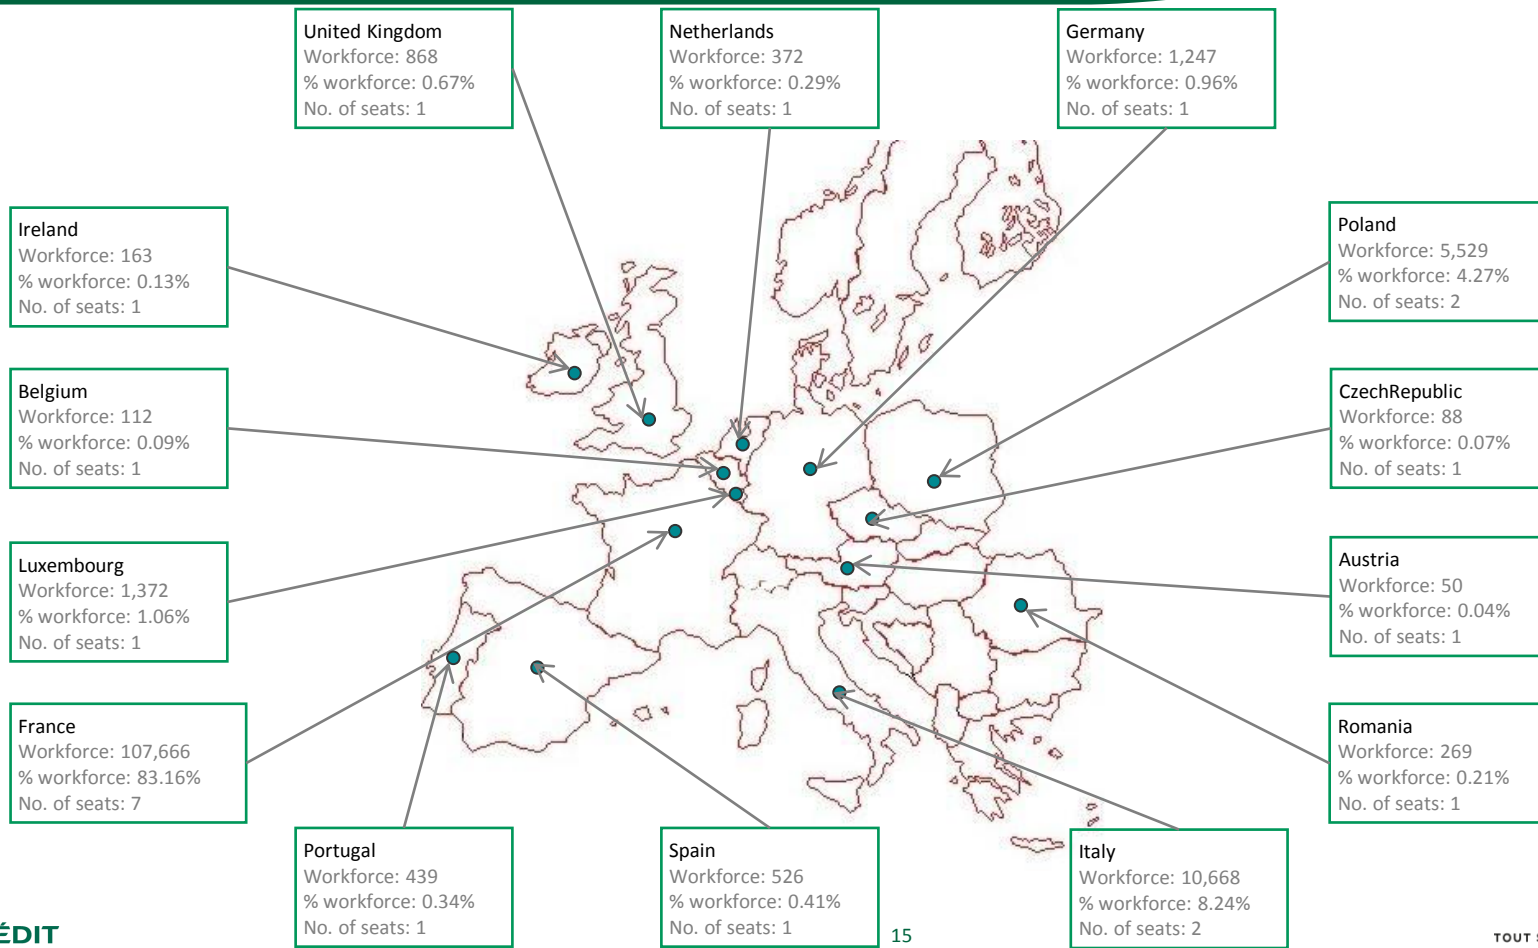 United Kingdom
Workforce: 868
% workforce: 0.67%
No. of seats: 1
Netherlands
Workforce: 372
% workforce: 0.29%
No. of seats: 1
Germany
Workforce: 1,247
% workforce: 0.96%
No. of seats: 1
Ireland
Workforce: 163
% workforce: 0.13%
No. of seats: 1
Poland
Workforce: 5,529
% workforce: 4.27%
No. of seats: 2
Belgium
Workforce: 112
% workforce: 0.09%
No. of seats: 1
CzechRepublic
Workforce: 88
% workforce: 0.07%
No. of seats: 1
Luxembourg
Workforce: 1,372
% workforce: 1.06%
No. of seats: 1
Austria
Workforce: 50
% workforce: 0.04%
No. of seats: 1
France
Workforce: 107,666
% workforce: 83.16%
No. of seats: 7
Romania
Workforce: 269
% workforce: 0.21%
No. of seats: 1
Portugal
Workforce: 439
% workforce: 0.34%
No. of seats: 1
Spain
Workforce: 526
% workforce: 0.41%
No. of seats: 1
Italy
Workforce: 10,668
% workforce: 8.24%
No. of seats: 2
ÉDIT
15
TOUT